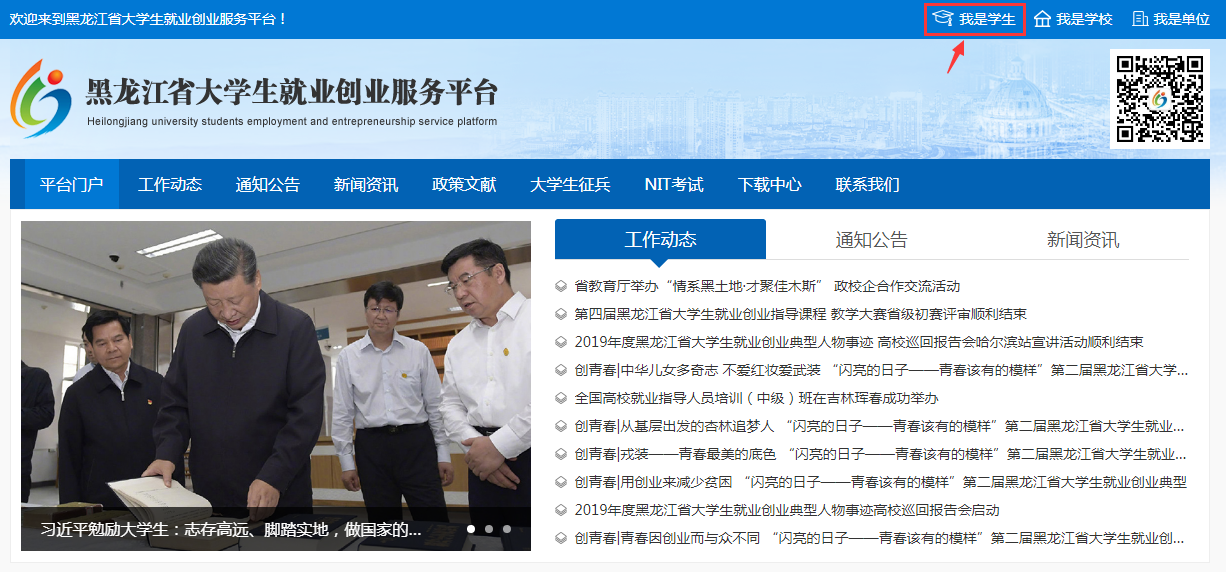 欢迎来到黑龙江省大学生就业创业服务平台！
我是学生 我是学校 我是单位
黑龙江省大学生就业创业服务平台
Heilongjiang university students employment and entrepreneurship service platform
平台门户 工作动态 通知公告 新闻资讯 政策文献 大学生征兵 NIT考试 下载中心 联系我们
工作动态 通知公告 新闻资讯
省教育厅举办“情系黑土地·才聚佳木斯” 政校企合作交流活动
第四届黑龙江省大学生就业创业指导课程 教学大赛省级初赛评审顺利结束
2019年度黑龙江省大学生就业创业典型人物事迹 高校巡回报告会哈尔滨站宣讲活动顺利结束
创青春|中华儿女多奇志 不爱红妆爱武装 “闪亮的日子——青春该有的模样”第二届黑龙江省大学...
全国高校就业指导人员培训（中级）班在吉林珲春成功举办
创青春|从基层出发的杏林追梦人 “闪亮的日子——青春该有的模样”第二届黑龙江省大学生就业...
创青春|戎装——青春最美的底色 “闪亮的日子——青春该有的模样”第二届黑龙江省大学生就业...
创青春|用创业来减少贫困 “闪亮的日子——青春该有的模样”第二届黑龙江省大学生就业创业典型
2019年度黑龙江省大学生就业创业典型人物事迹高校巡回报告会启动
创青春|青春因创业而与众不同 “闪亮的日子——青春该有的模样”第二届黑龙江省大学生就业创...
习近平勉励大学生：志存高远、脚踏实地，做国家的...